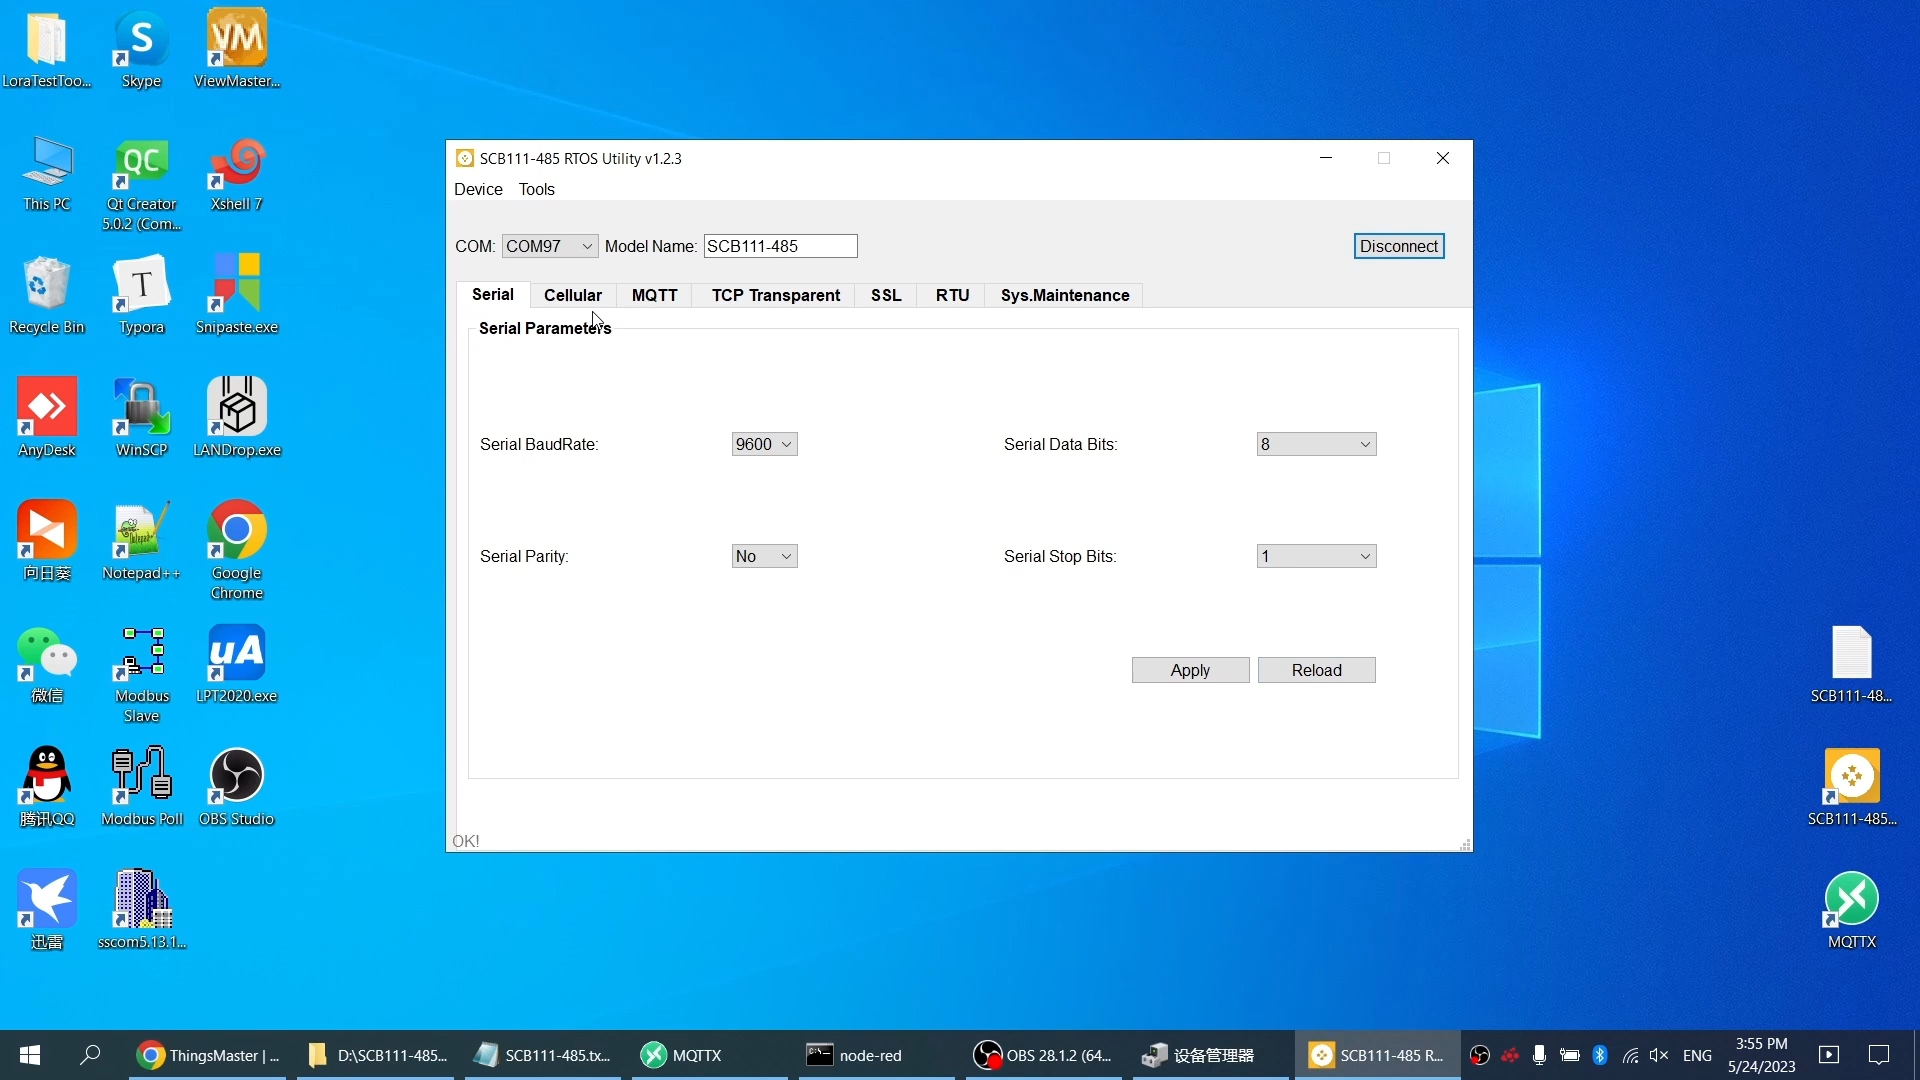 LoraTestToo...
Skype
ViewMaster...
This PC
Qt Creator
5.0.2 (Com...
Xshell 7
Recycle Bin
Typora
Snipaste.exe
AnyDesk
WinSCP
LANDrop.exe
向日葵
Notepad++
Google
Chrome
微信
Modbus
Slave
LPT2020.exe
腾讯QQ
Modbus Poll
OBS Studio
迅雷
sscom5.13.1...
SCB111-485 RTOS Utility v1.2.3
Device Tools
COM: COM97 Model Name: SCB111-485 Disconnect
Serial Cellular MQTT TCP Transparent SSL RTU Sys.Maintenance
Serial Parameters
Serial BaudRate: 9600 Serial Data Bits: 8
Serial Parity: No Serial Stop Bits: 1
Apply Reload
OK!
SCB111-48...
SCB111-485...
MQTTX
ThingsMaster | ...
D:\SCB111-485...
SCB111-485.tx...
MQTTX
node-red
OBS 28.1.2 (64...
设备管理器
SCB111-485 R...
ENG
3:55 PM
5/24/2023